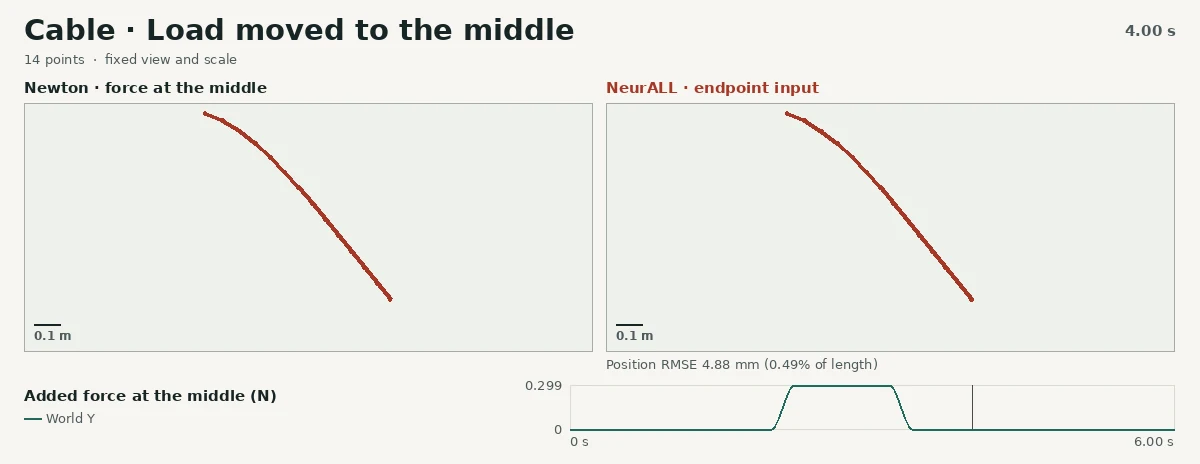 Cable · Load moved to the middle
4.00 s
14 points · fixed view and scale
Newton · force at the middle
NeurALL · endpoint input
0.1 m
0.1 m
Position RMSE 4.88 mm (0.49% of length)
Added force at the middle (N)
World Y
0.299
0
0 s
6.00 s